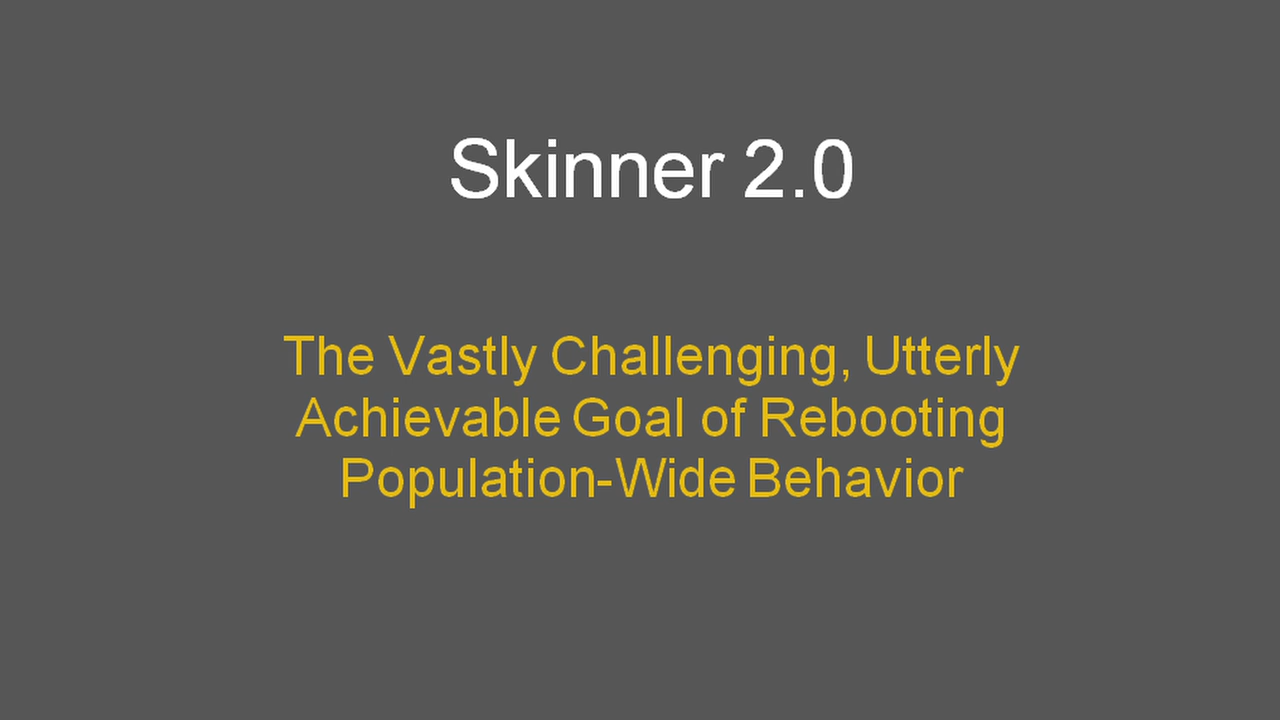 Skinner 2.0
The Vastly Challenging, Utterly
Achievable Goal of Rebooting
Population-Wide Behavior